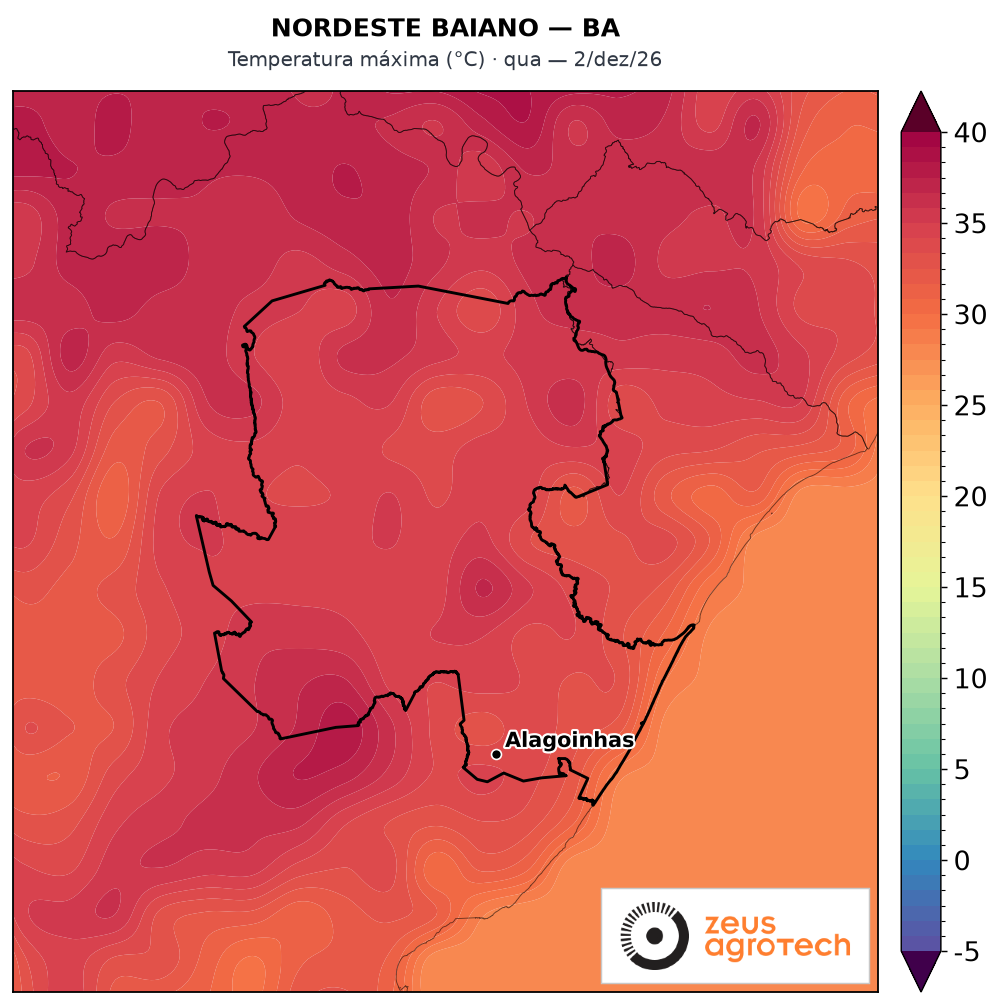 NORDESTE BAIANO — BA
Temperatura máxima (°C) · qua — 2/dez/26
40
35
30
25
20
15
10
5
0
-5
Alagoinhas
zeus
agrotech